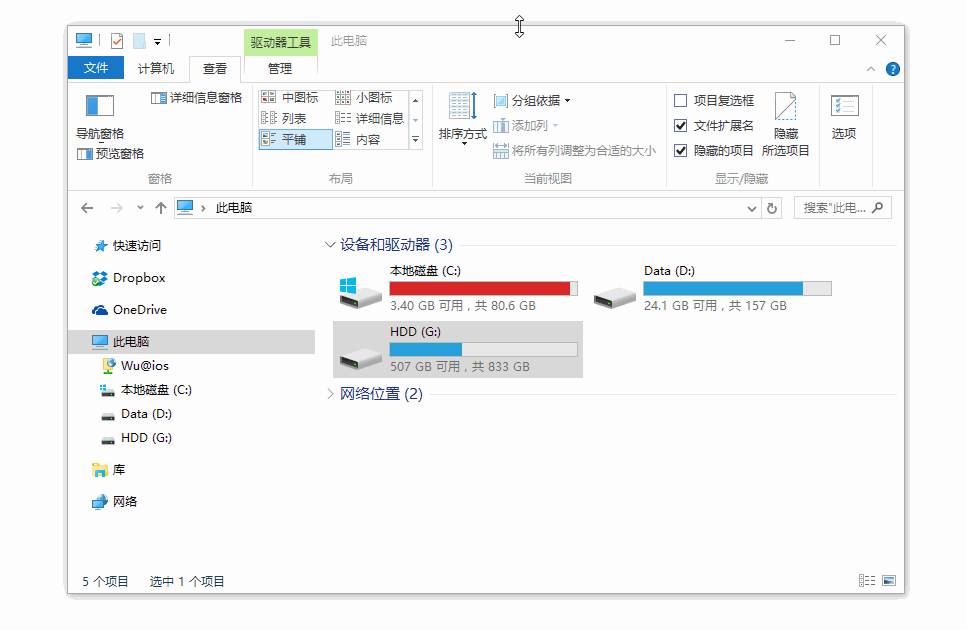 驱动器工具 此电脑
文件 计算机 查看 管理
导航窗格
预览窗格
详细信息窗格
窗格
中图标 小图标
列表 详细信息
平铺 内容
布局
排序方式
分组依据
添加列
将所有列调整为合适的大小
当前视图
项目复选框
文件扩展名
隐藏的项目
隐藏
所选项目
显示/隐藏
选项
此电脑
搜索"此电...
快速访问
Dropbox
OneDrive
此电脑
Wu@ios
本地磁盘 (C:)
Data (D:)
HDD (G:)
库
网络
设备和驱动器 (3)
本地磁盘 (C:)
3.40 GB 可用，共 80.6 GB
Data (D:)
24.1 GB 可用，共 157 GB
HDD (G:)
507 GB 可用，共 833 GB
网络位置 (2)
5 个项目 选中 1 个项目